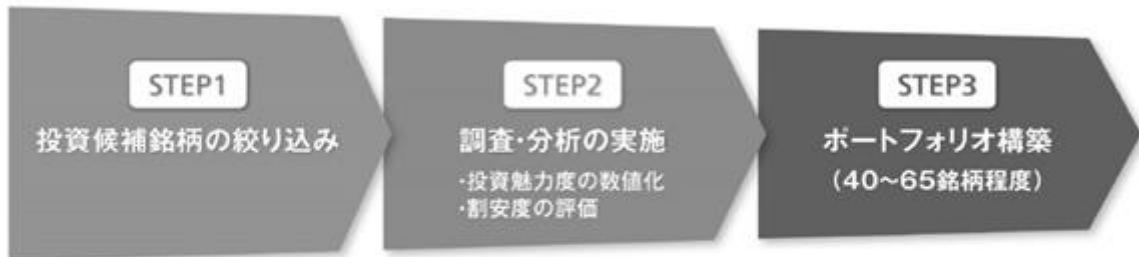 STEP1
投資候補銘柄の絞り込み
STEP2
調査・分析の実施
・投資魅力度の数値化
・割安度の評価
STEP3
ポートフォリオ構築
(40～65銘柄程度)